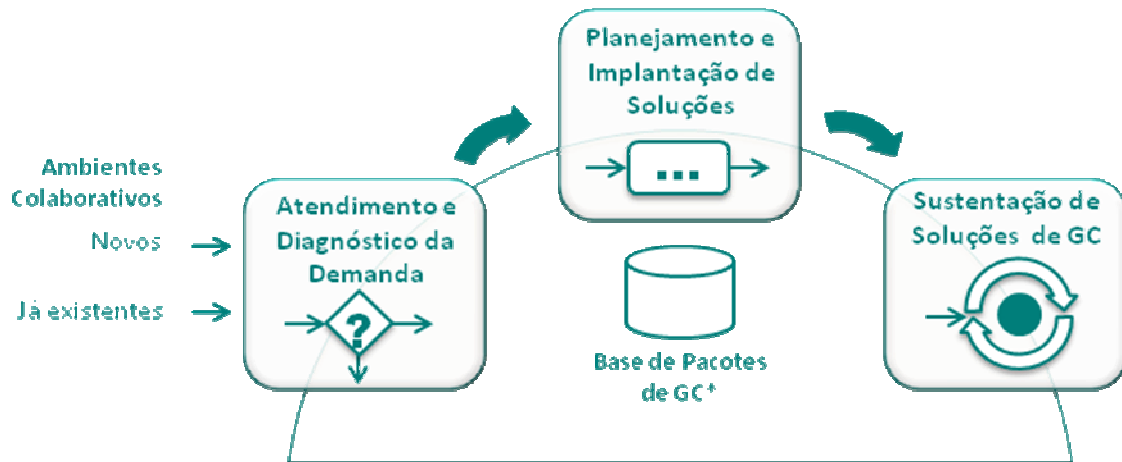 Planejamento e
Implantação de
Soluções
...
Ambientes
Colaborativos
Novos
Já existentes
Atendimento e
Diagnóstico da
Demanda
?
Sustentação de
Soluções de GC
Base de Pacotes
de GC*